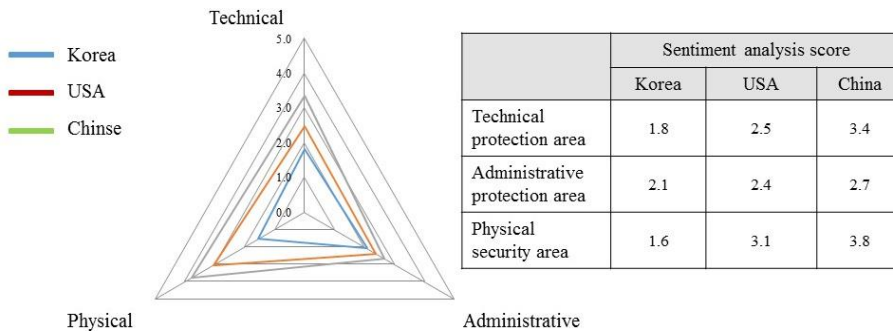 Technical
Korea
USA
Chinse
5.0
4.0
3.0
2.0
1.0
0.0
Physical
Administrative
Sentiment analysis score
Korea USA China
Technical
protection area 1.8 2.5 3.4
Administrative
protection area 2.1 2.4 2.7
Physical
security area 1.6 3.1 3.8